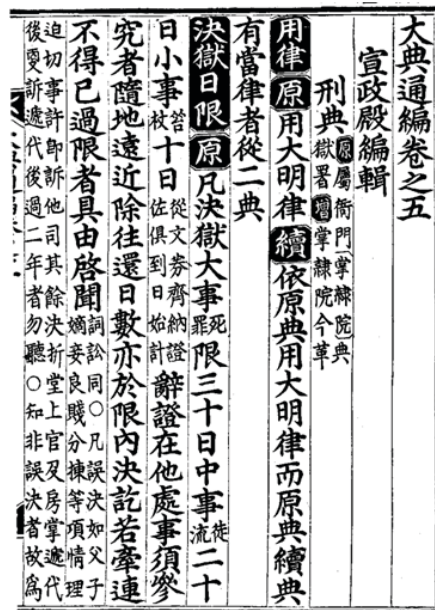 大典通編卷之五
宣政殿編輯
刑典原屬衙門[掌隷院]典獄署增掌隷院今革
用律原用大明律續依原典用大明律而原典續典
有當律者從二典
決獄日限原凡決獄大事死罪限三十日中事徒流二十
日小事笞杖十日從文券齊納證佐俱到日始計辭證在他處事須參
究者隨地遠近除往還日數亦於限內決訖若牽連
不得已過限者具由啓聞詞訟同○凡誤決如父子嫡妾良賤分揀等項情理
迫切事許卽訴他司其餘決折堂上官及房掌遞代
後更訴遞代後過二年者勿聽○知非誤決者故爲